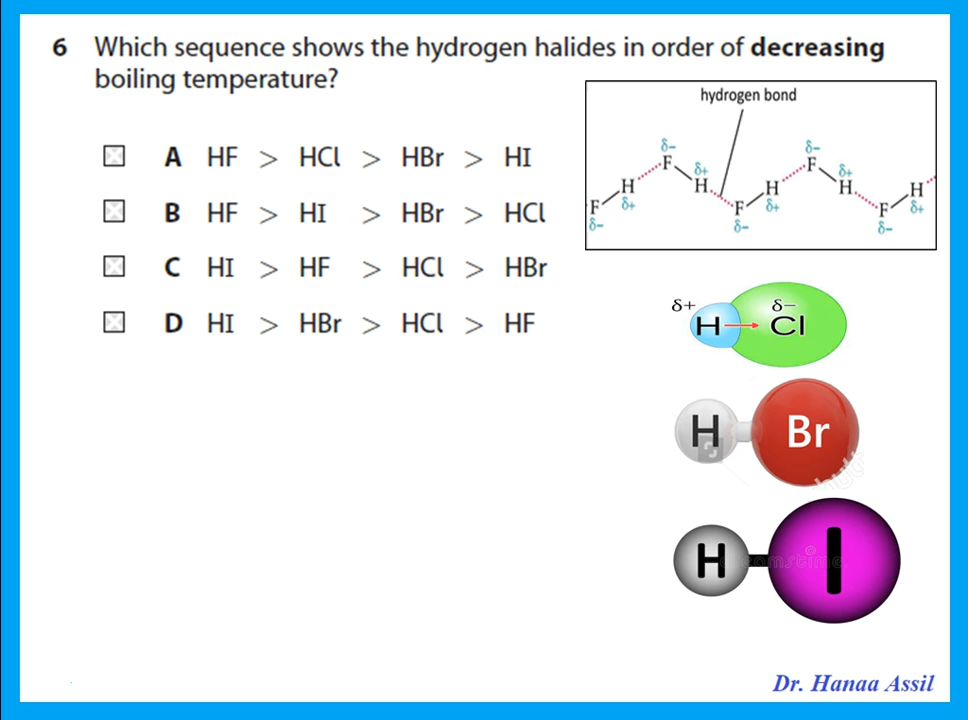 6 Which sequence shows the hydrogen halides in order of decreasing
boiling temperature?
A HF > HCl > HBr > HI
B HF > HI > HBr > HCl
C HI > HF > HCl > HBr
D HI > HBr > HCl > HF
hydrogen bond
δ– δ–
F δ+ F δ+
H H H H H
F δ+ F δ+ F δ+
δ– δ– δ–
δ+ δ–
H Cl
H Br
H I
dreamstime
Dr. Hanaa Assil